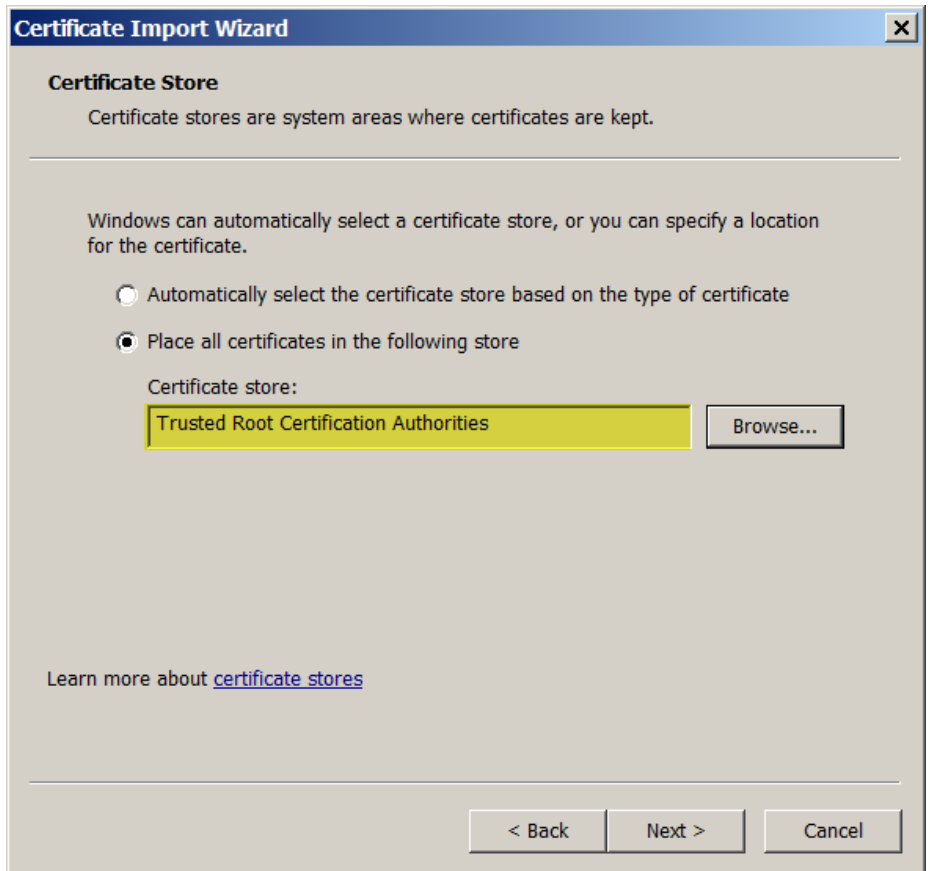 Certificate Import Wizard
Certificate Store
Certificate stores are system areas where certificates are kept.
Windows can automatically select a certificate store, or you can specify a location
for the certificate.
Automatically select the certificate store based on the type of certificate
Place all certificates in the following store
Certificate store:
Trusted Root Certification Authorities
Browse...
Learn more about certificate stores
< Back
Next >
Cancel